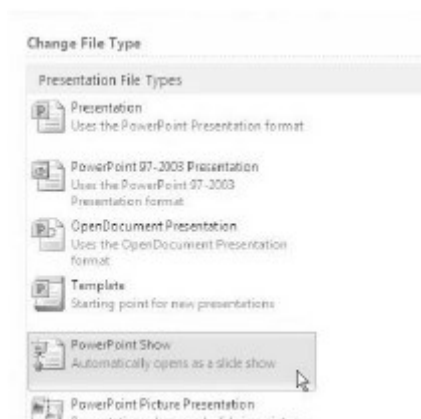 Change File Type
Presentation File Types
Presentation
Uses the PowerPoint Presentation format
PowerPoint 97-2003 Presentation
Uses the PowerPoint 97-2003
Presentation format
OpenDocument Presentation
Uses the OpenDocument Presentation
format
Template
Starting point for new presentations
PowerPoint Show
Automatically opens as a slide show
PowerPoint Picture Presentation